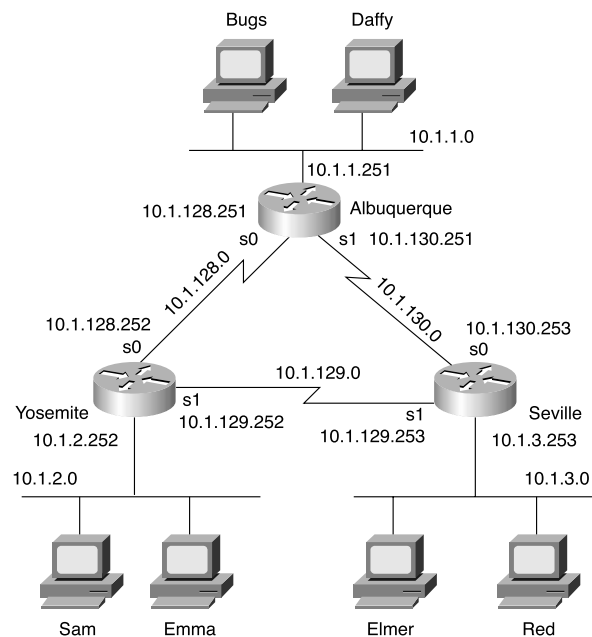 Bugs
Daffy
10.1.1.0
10.1.1.251
10.1.128.251
Albuquerque
s0
s1
10.1.130.251
10.1.128.0
10.1.130.0
10.1.128.252
s0
10.1.130.253
s0
10.1.129.0
Yosemite
s1
10.1.129.252
s1
10.1.129.253
Seville
10.1.2.252
10.1.3.253
10.1.2.0
10.1.3.0
Sam
Emma
Elmer
Red